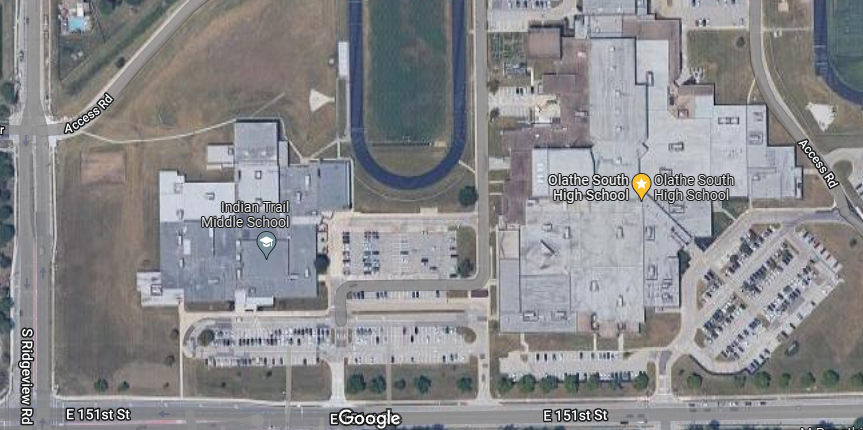 Access Rd
Indian Trail
Middle School
Olathe South
High School
Olathe South
High School
Access Rd
S Ridgeview Rd
E 151st St
E
Google
E 151st St